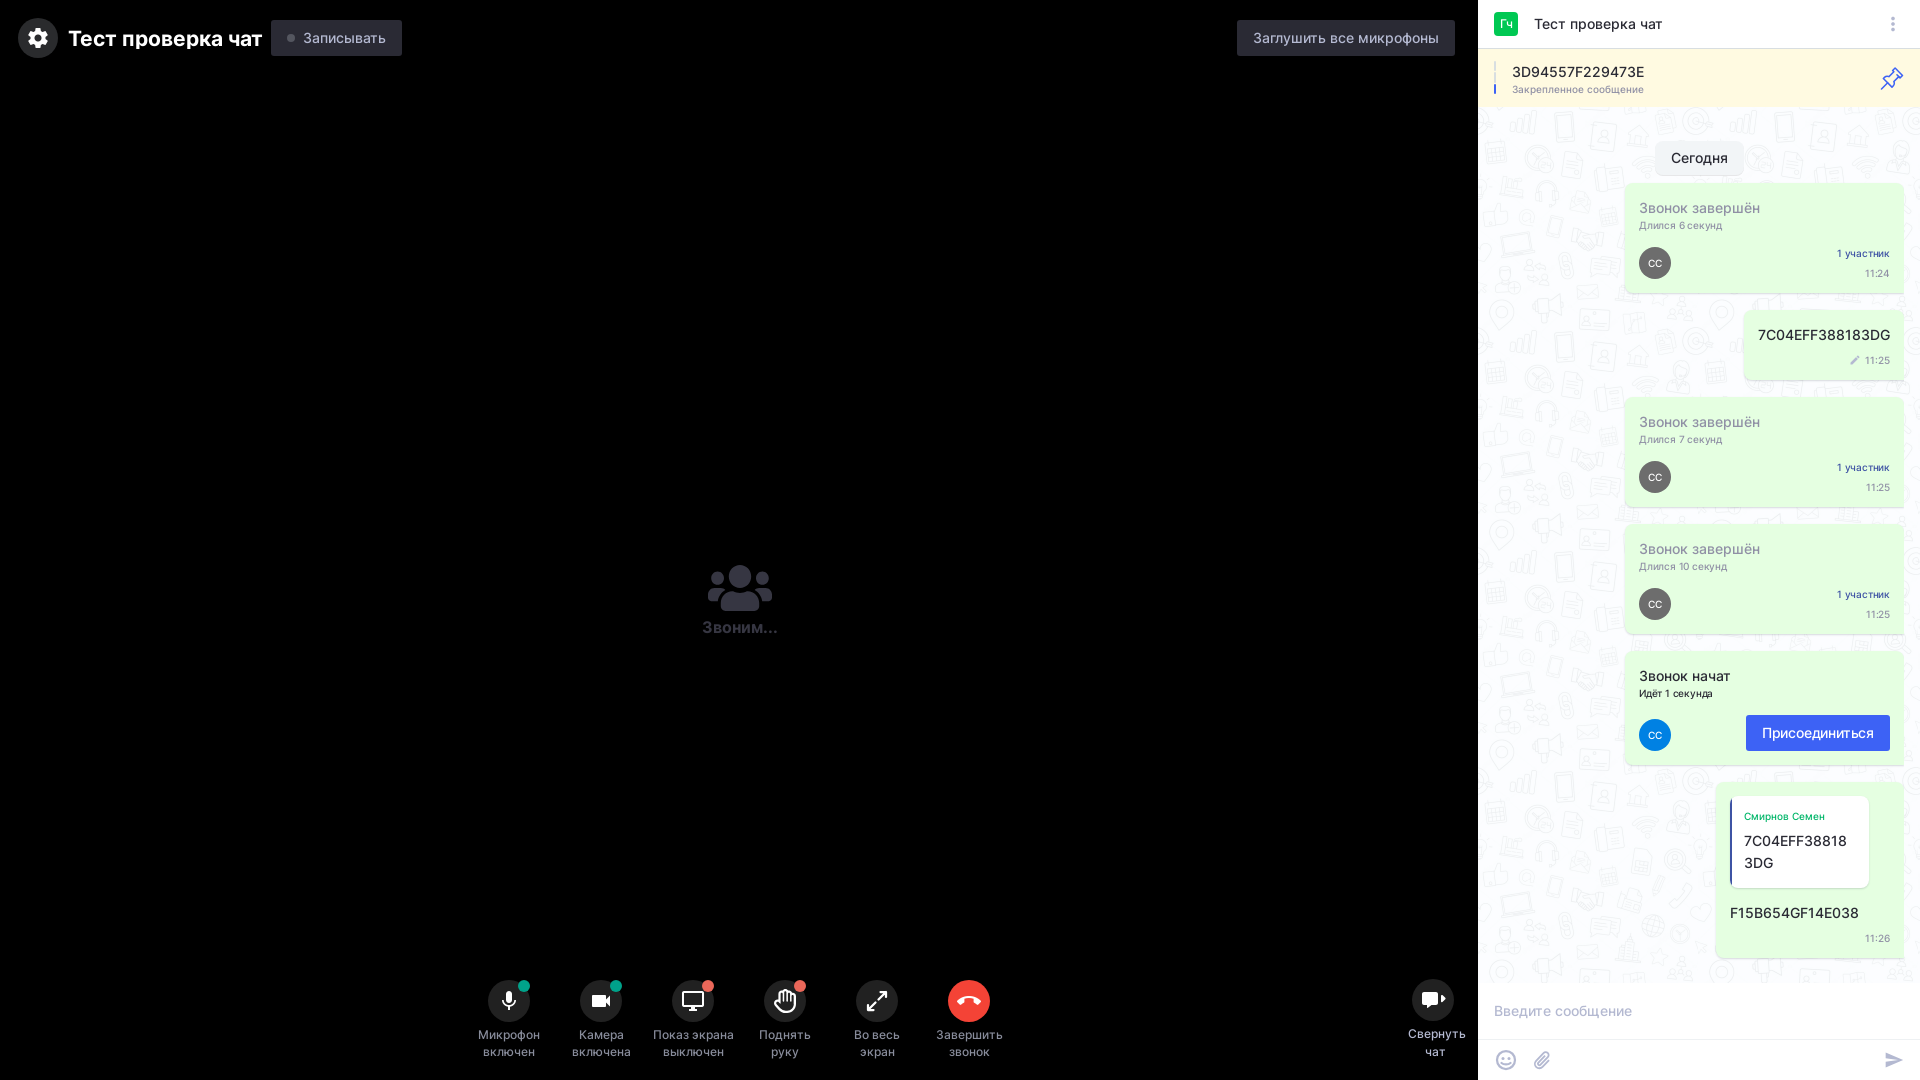 Тест проверка чат
Записывать
Заглушить все микрофоны
Звоним...
Микрофон
включен
Камера
включена
Показ экрана
выключен
Поднять
руку
Во весь
экран
Завершить
звонок
Свернуть
чат
Гч
Тест проверка чат
3D94557F229473E
Закрепленное сообщение
Сегодня
Звонок завершён
Длился 6 секунд
СС
1 участник
11:24
7C04EFF388183DG
11:25
Звонок завершён
Длился 7 секунд
СС
1 участник
11:25
Звонок завершён
Длился 10 секунд
СС
1 участник
11:25
Звонок начат
Идёт 1 секунда
СС
Присоединиться
Смирнов Семен
7C04EFF38818
3DG
F15B654GF14E038
11:26
Введите сообщение